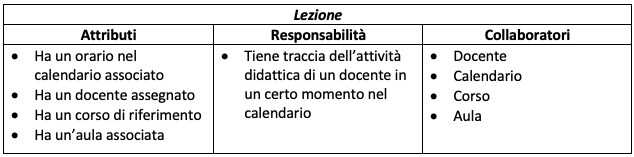 Lezione
Attributi
Responsabilità
Collaboratori
• Ha un orario nel
calendario associato
• Ha un docente assegnato
• Ha un corso di riferimento
• Ha un’aula associata
• Tiene traccia dell’attività
didattica di un docente in
un certo momento nel
calendario
• Docente
• Calendario
• Corso
• Aula